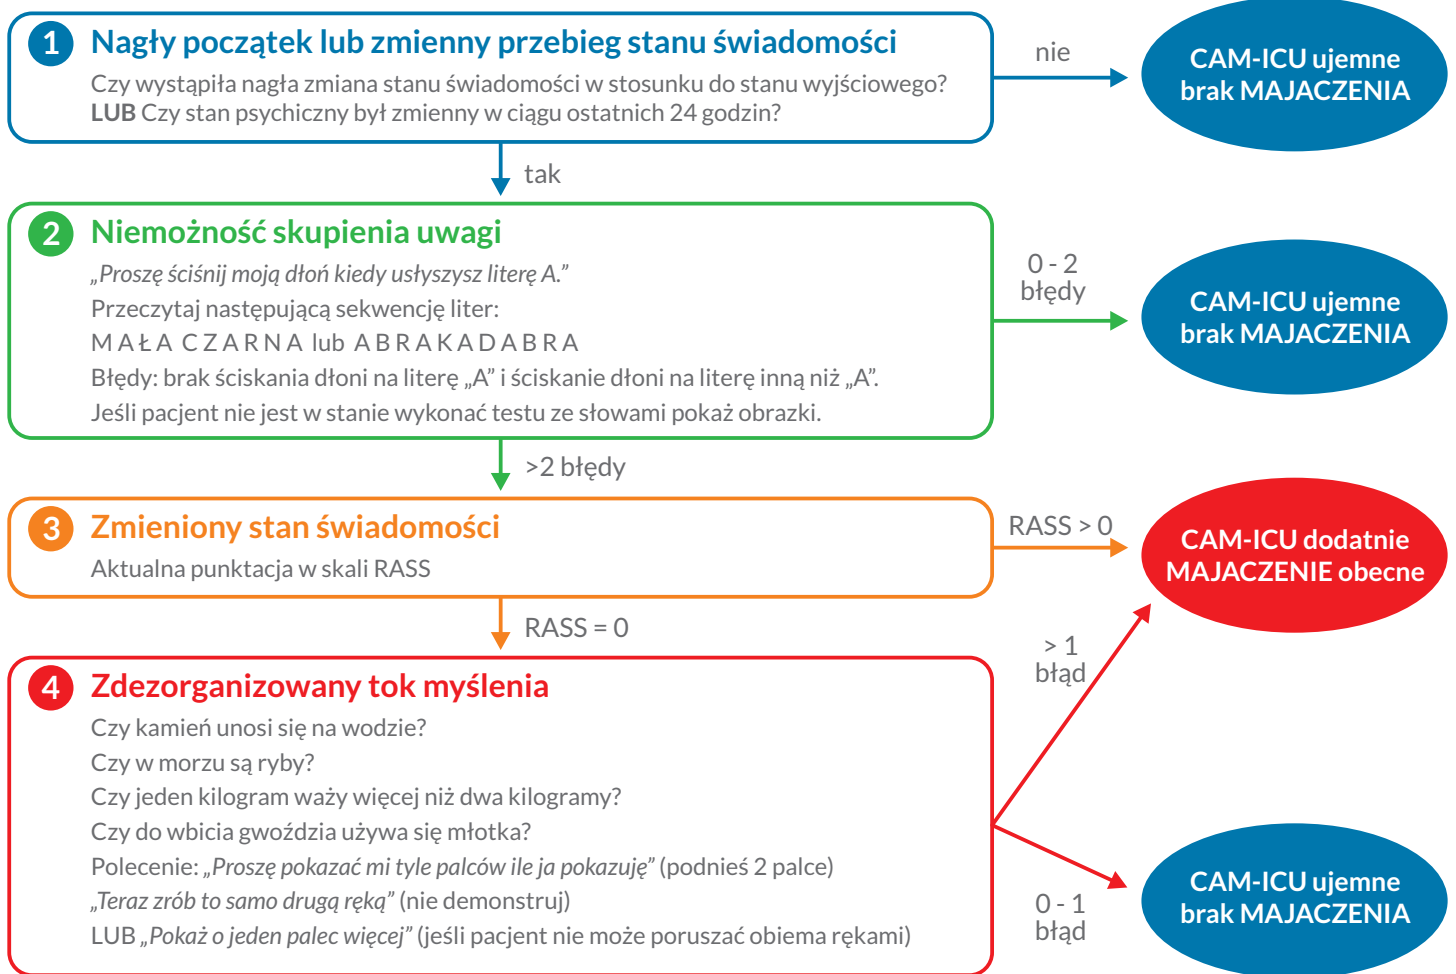 1 Nagły początek lub zmienny przebieg stanu świadomości
Czy wystąpiła nagła zmiana stanu świadomości w stosunku do stanu wyjściowego?
LUB Czy stan psychiczny był zmienny w ciągu ostatnich 24 godzin?
nie
CAM-ICU ujemne
brak MAJACZENIA
tak
2 Niemożność skupienia uwagi
„Proszę ściśnij moją dłoń kiedy usłyszysz literę A.”
Przeczytaj następującą sekwencję liter:
M A Ł A C Z A R N A lub A B R A K A D A B R A
Błędy: brak ściskania dłoni na literę „A” i ściskanie dłoni na literę inną niż „A”.
Jeśli pacjent nie jest w stanie wykonać testu ze słowami pokaż obrazki.
0 - 2
błędy
CAM-ICU ujemne
brak MAJACZENIA
>2 błędy
3 Zmieniony stan świadomości
Aktualna punktacja w skali RASS
RASS > 0
CAM-ICU dodatnie
MAJACZENIE obecne
RASS = 0
4 Zdezorganizowany tok myślenia
Czy kamień unosi się na wodzie?
Czy w morzu są ryby?
Czy jeden kilogram waży więcej niż dwa kilogramy?
Czy do wbicia gwoździa używa się młotka?
Polecenie: „Proszę pokazać mi tyle palców ile ja pokazuję” (podnieś 2 palce)
„Teraz zrób to samo drugą ręką” (nie demonstruj)
LUB „Pokaż o jeden palec więcej” (jeśli pacjent nie może poruszać obiema rękami)
> 1
błąd
0 - 1
błąd
CAM-ICU ujemne
brak MAJACZENIA